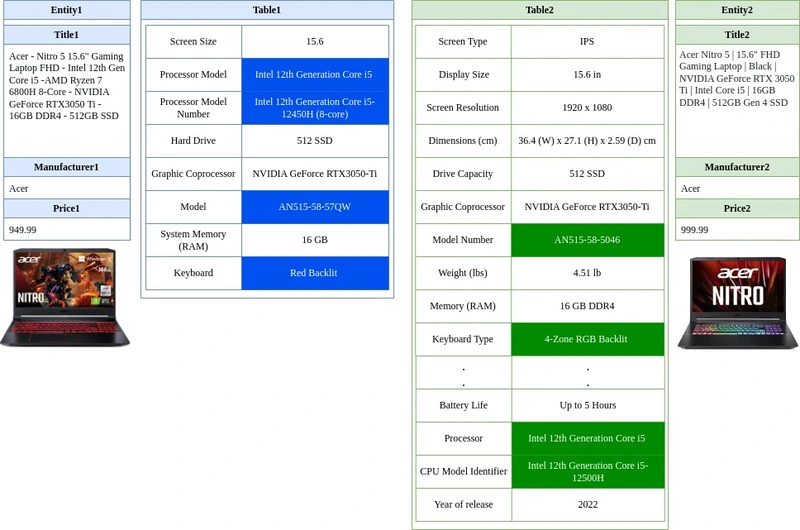 Entity1
Title1
Acer - Nitro 5 15.6" Gaming
Laptop FHD - Intel 12th Gen
Core i5 -AMD Ryzen 7
6800H 8-Core - NVIDIA
GeForce RTX3050 Ti -
16GB DDR4 - 512GB SSD
Manufacturer1
Acer
Price1
949.99
acer
NITRO
Table1
Screen Size
15.6
Processor Model
Intel 12th Generation Core i5
Processor Model
Number
Intel 12th Generation Core i5-
12450H (8-core)
Hard Drive
512 SSD
Graphic Coprocessor
NVIDIA GeForce RTX3050-Ti
Model
AN515-58-57QW
System Memory
(RAM)
16 GB
Keyboard
Red Backlit
Table2
Screen Type
IPS
Display Size
15.6 in
Screen Resolution
1920 x 1080
Dimensions (cm)
36.4 (W) x 27.1 (H) x 2.59 (D) cm
Drive Capacity
512 SSD
Graphic Coprocessor
NVIDIA GeForce RTX3050-Ti
Model Number
AN515-58-5046
Weight (lbs)
4.51 lb
Memory (RAM)
16 GB DDR4
Keyboard Type
4-Zone RGB Backlit
. .
. .
Battery Life
Up to 5 Hours
Processor
Intel 12th Generation Core i5
CPU Model Identifier
Intel 12th Generation Core i5-
12500H
Year of release
2022
Entity2
Title2
Acer Nitro 5 | 15.6" FHD
Gaming Laptop | Black |
NVIDIA GeForce RTX 3050
Ti | Intel Core i5 | 16GB
DDR4 | 512GB Gen 4 SSD
Manufacturer2
Acer
Price2
999.99
acer
NITRO